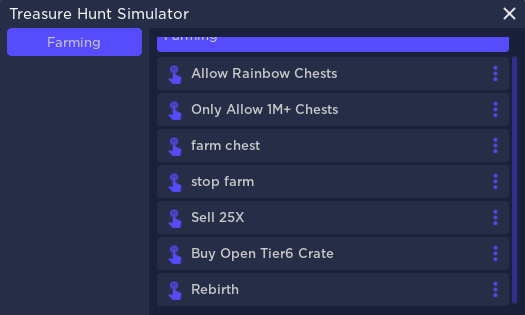 Treasure Hunt Simulator
Farming
Farming
Allow Rainbow Chests
Only Allow 1M+ Chests
farm chest
stop farm
Sell 25X
Buy Open Tier6 Crate
Rebirth